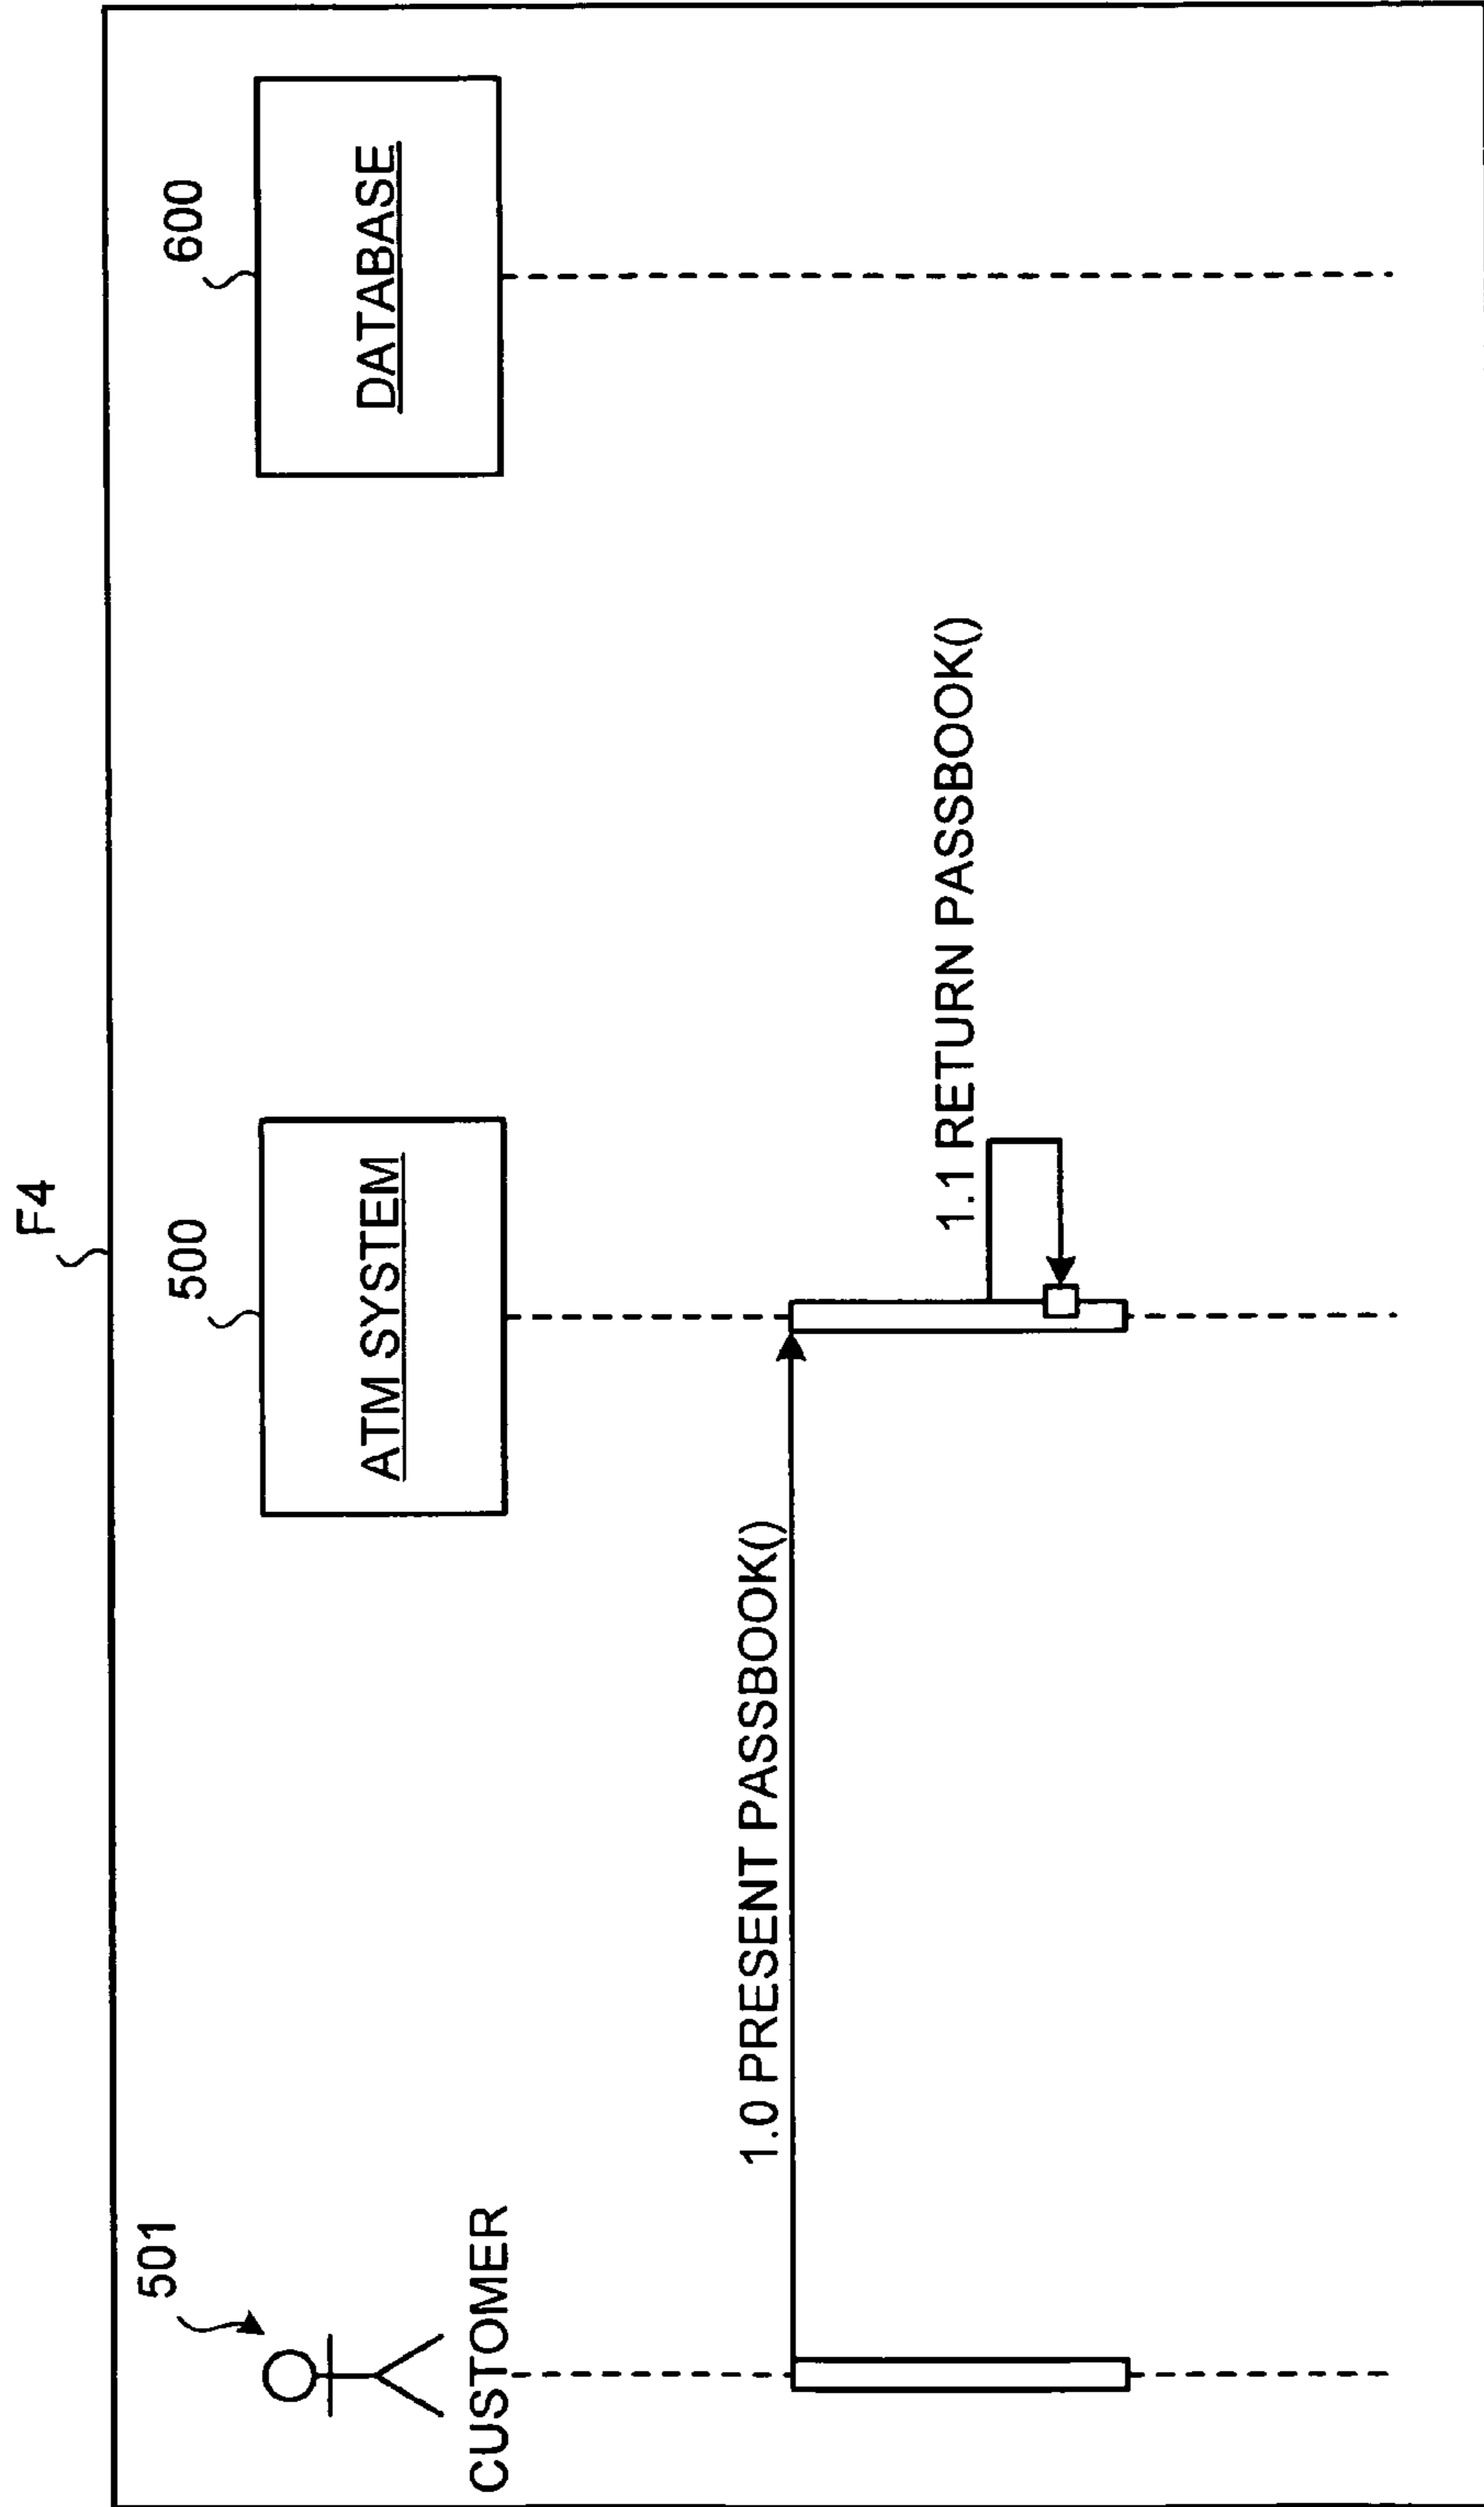 F4
501
500
600
CUSTOMER
ATM SYSTEM
DATABASE
1.0 PRESENT PASSBOOK()
1.1 RETURN PASSBOOK()